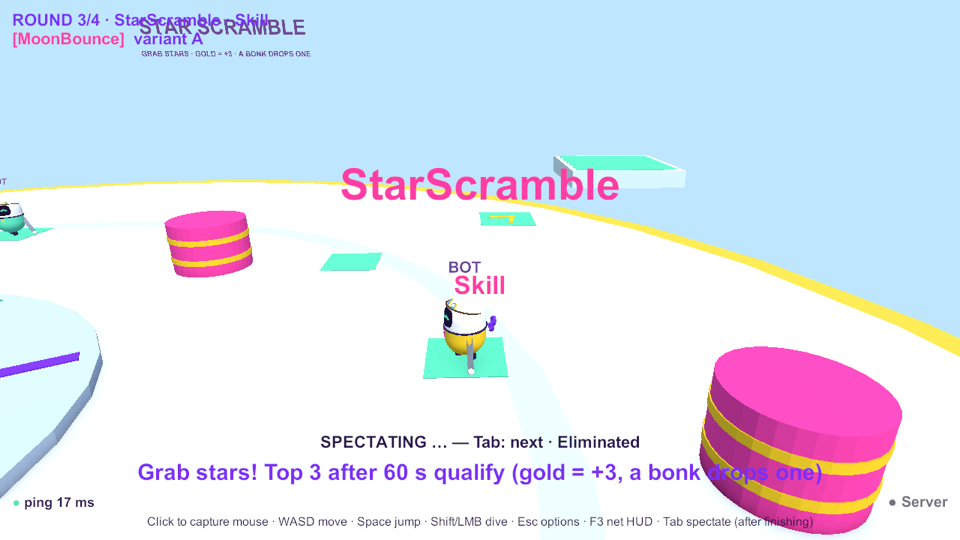 ROUND 3/4 · StarScramble · Skill
[MoonBounce] variant A
STAR SCRAMBLE
GRAB STARS · GOLD = +3 · A BONK DROPS ONE
StarScramble
BOT
Skill
SPECTATING … — Tab: next · Eliminated
Grab stars! Top 3 after 60 s qualify (gold = +3, a bonk drops one)
● ping 17 ms
● Server
Click to capture mouse · WASD move · Space jump · Shift/LMB dive · Esc options · F3 net HUD · Tab spectate (after finishing)